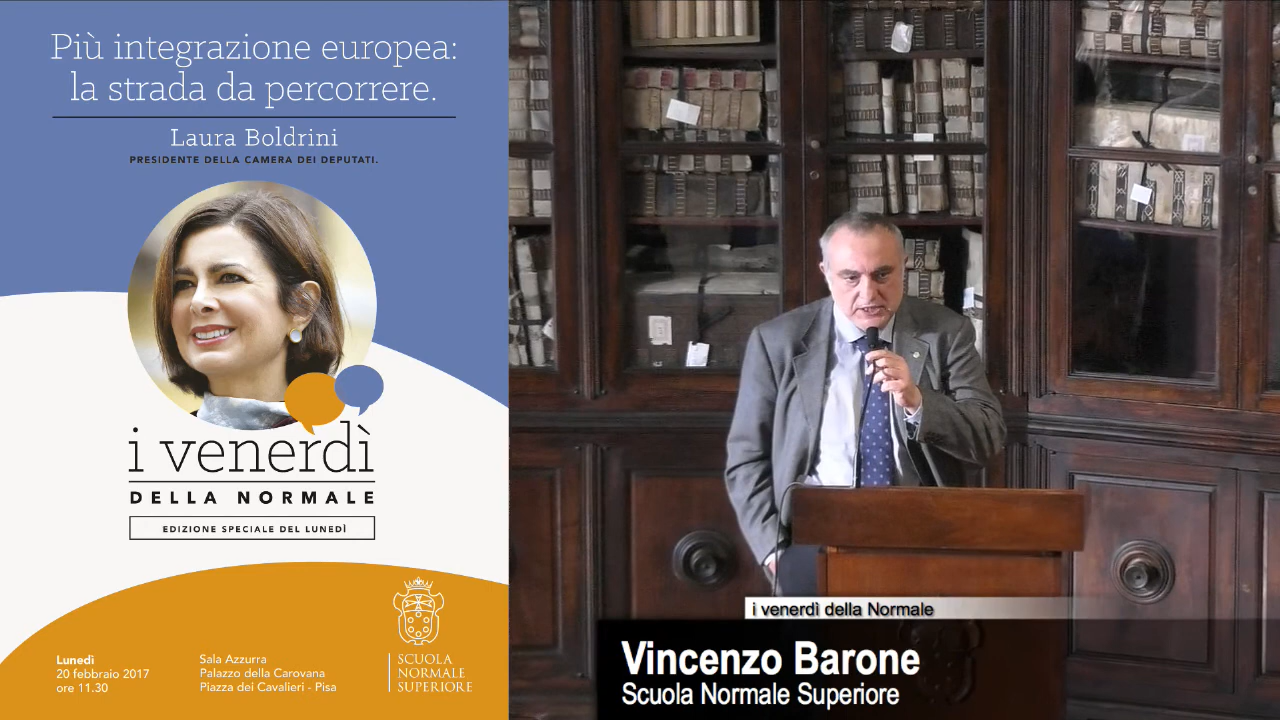 Più integrazione europea:
la strada da percorrere.
Laura Boldrini
PRESIDENTE DELLA CAMERA DEI DEPUTATI.
i venerdì
DELLA NORMALE
EDIZIONE SPECIALE DEL LUNEDÌ
Lunedì
20 febbraio 2017
ore 11.30
Sala Azzurra
Palazzo della Carovana
Piazza dei Cavalieri - Pisa
SCUOLA
NORMALE
SUPERIORE
i venerdì della Normale
Vincenzo Barone
Scuola Normale Superiore